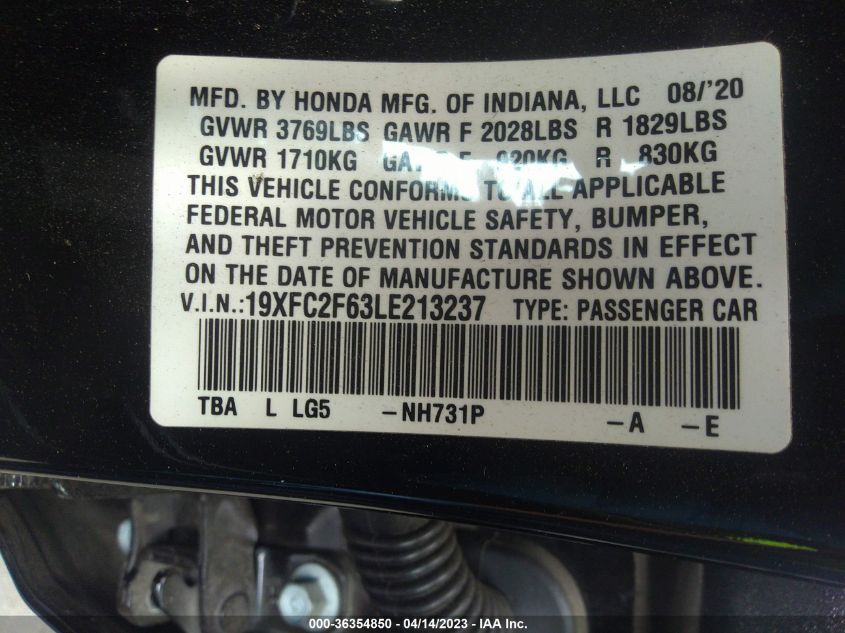 MFD. BY HONDA MFG. OF INDIANA, LLC 08/'20
GVWR 3769LBS GAWR F 2028LBS R 1829LBS
GVWR 1710KG 920KG R 830KG
THIS VEHICLE CONFORMS TO ALL APPLICABLE
FEDERAL MOTOR VEHICLE SAFETY, BUMPER,
AND THEFT PREVENTION STANDARDS IN EFFECT
ON THE DATE OF MANUFACTURE SHOWN ABOVE.
V.I.N.: 19XFC2F63LE213237 TYPE: PASSENGER CAR
TBA L LG5 -NH731P -A -E
000-36354850 - 04/14/2023 - IAA Inc.